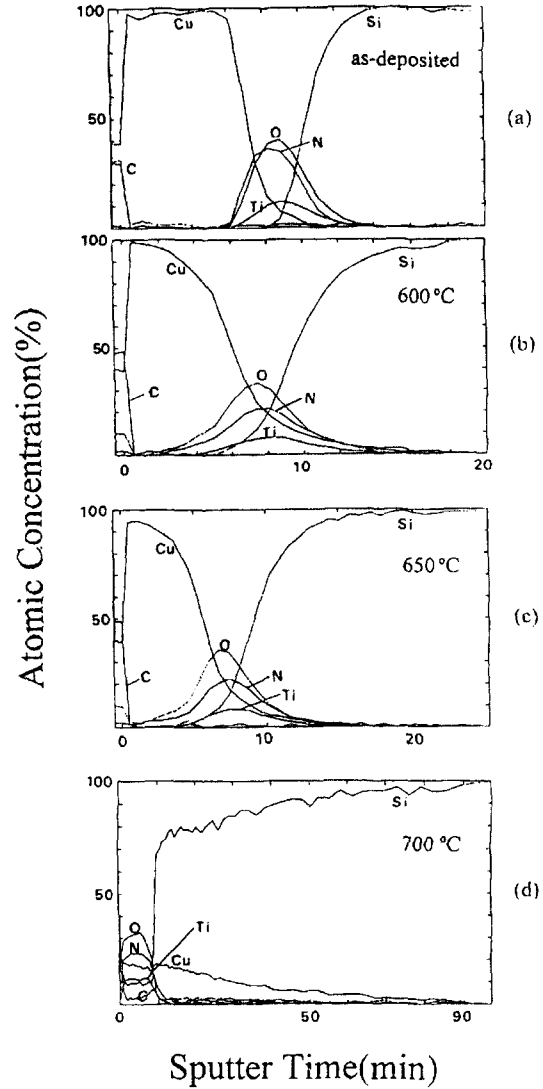 100
Cu
Si
as-deposited
(a)
50
O
N
C
Ti
100
Cu
Si
600 °C
(b)
50
O
N
C
Ti
0
10
20
100
Cu
Si
650 °C
(c)
50
O
N
C
Ti
0
10
20
100
Si
700 °C
(d)
50
O
Ti
N
Cu
C
0
50
90
Atomic Concentration(%)
Sputter Time(min)